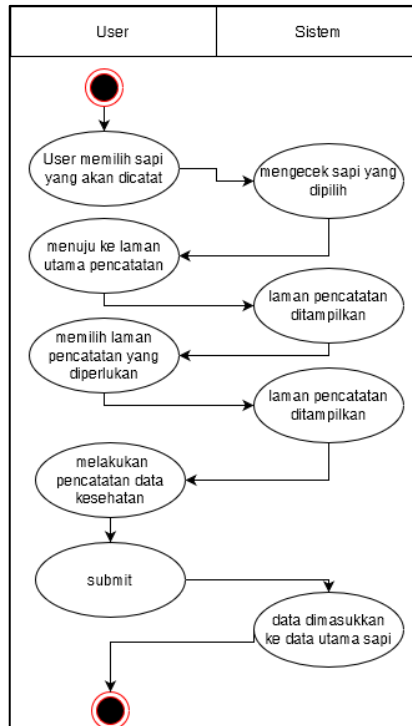 User
Sistem
User memilih sapi
yang akan dicatat
mengecek sapi yang
dipilih
menuju ke laman
utama pencatatan
laman pencatatan
ditampilkan
memilih laman
pencatatan yang
diperlukan
laman pencatatan
ditampilkan
melakukan
pencatatan data
kesehatan
submit
data dimasukkan
ke data utama sapi